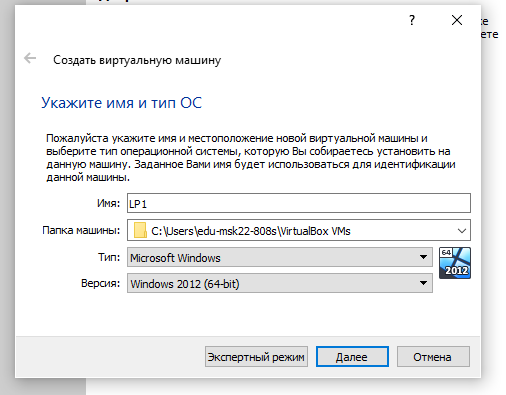 ?
Создать виртуальную машину
Укажите имя и тип ОС
Пожалуйста укажите имя и местоположение новой виртуальной машины и
выберите тип операционной системы, которую Вы собираетесь установить на
данную машину. Заданное Вами имя будет использоваться для идентификации
данной машины.
Имя: LP1
Папка машины: C:\Users\edu-msk22-808s\VirtualBox VMs
Тип: Microsoft Windows
64
Версия: Windows 2012 (64-bit)
2012
Экспертный режим Далее Отмена